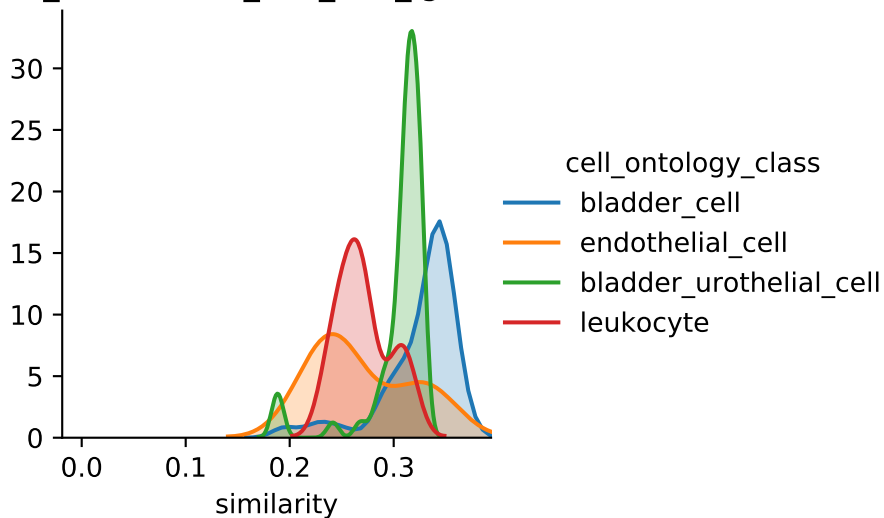 30
25
20
15
10
5
0
0.0 0.1 0.2 0.3
similarity
cell_ontology_class
bladder_cell
endothelial_cell
bladder_urothelial_cell
leukocyte